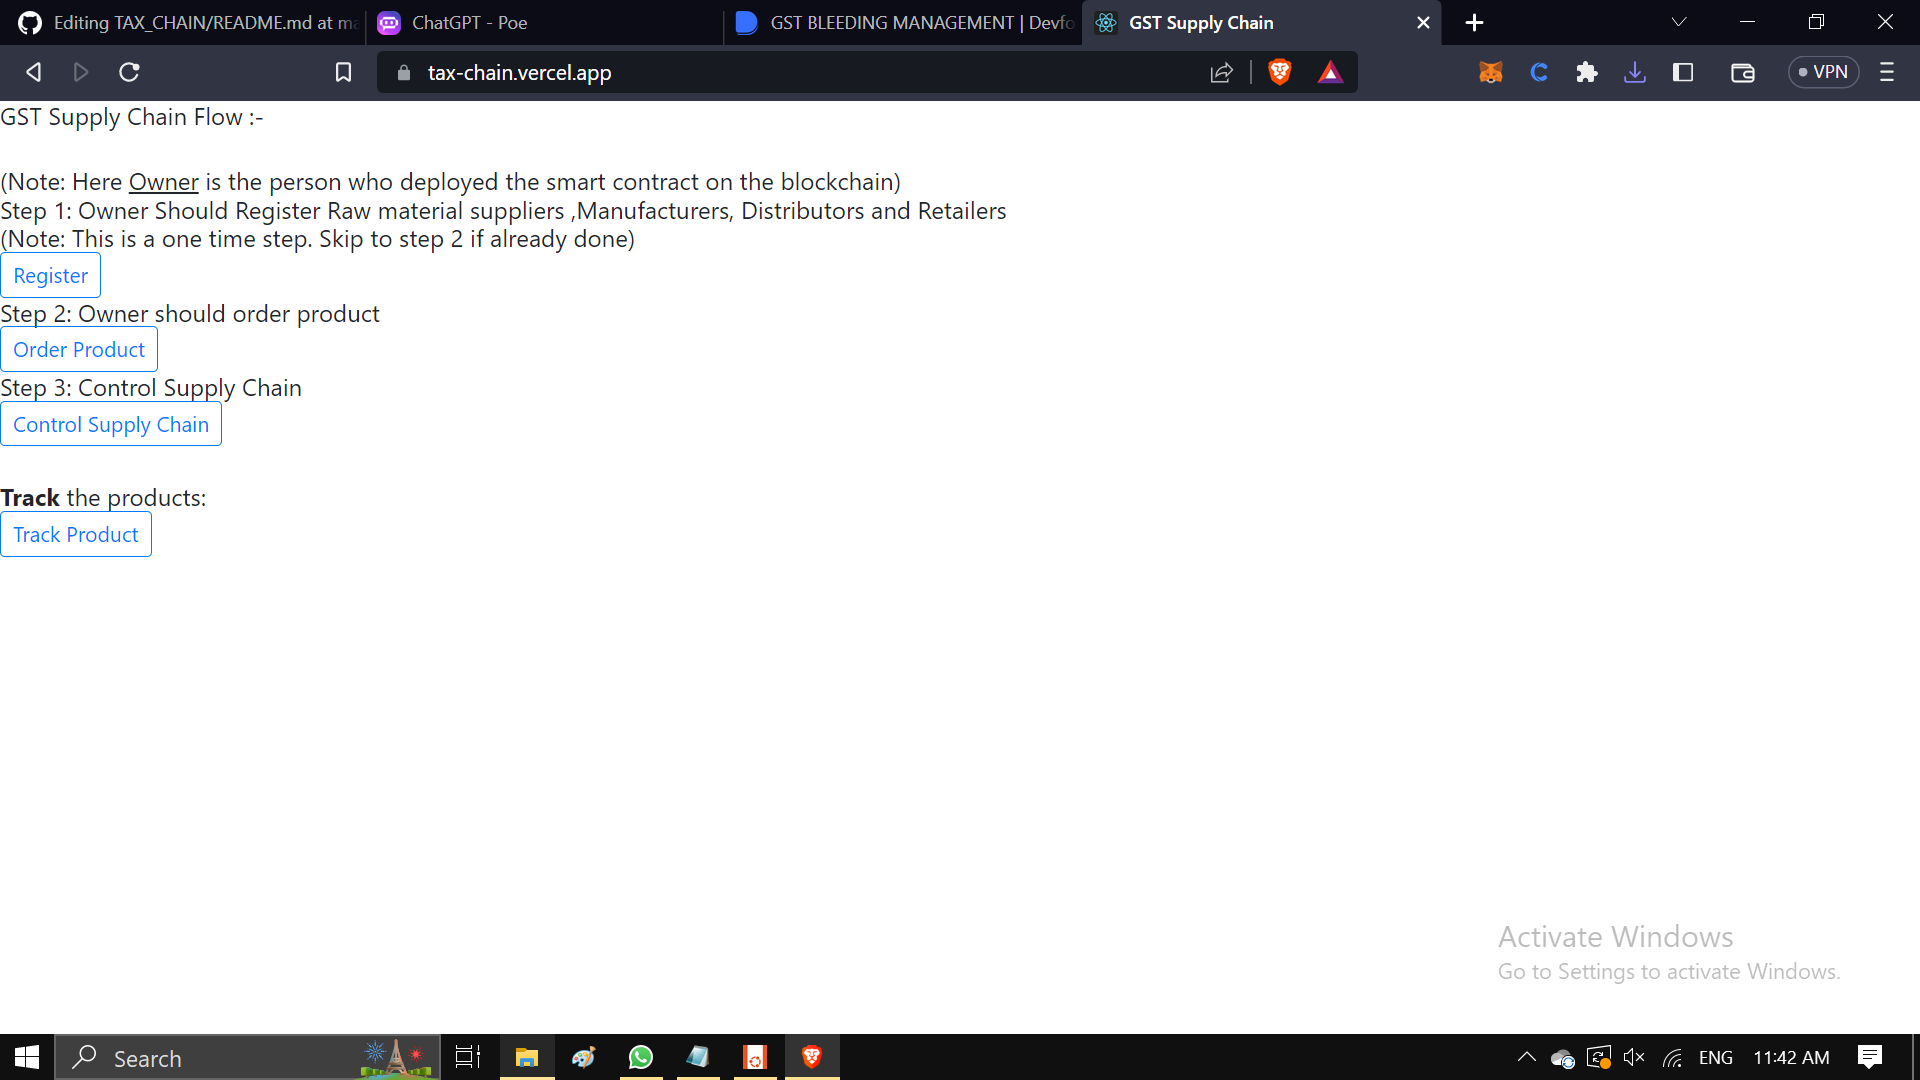 Editing TAX_CHAIN/README.md at ma
ChatGPT - Poe
GST BLEEDING MANAGEMENT | Devfo
GST Supply Chain
tax-chain.vercel.app
VPN
GST Supply Chain Flow :-
(Note: Here Owner is the person who deployed the smart contract on the blockchain)
Step 1: Owner Should Register Raw material suppliers ,Manufacturers, Distributors and Retailers
(Note: This is a one time step. Skip to step 2 if already done)
Register
Step 2: Owner should order product
Order Product
Step 3: Control Supply Chain
Control Supply Chain
Track the products:
Track Product
Activate Windows
Go to Settings to activate Windows.
Search
ENG
11:42 AM